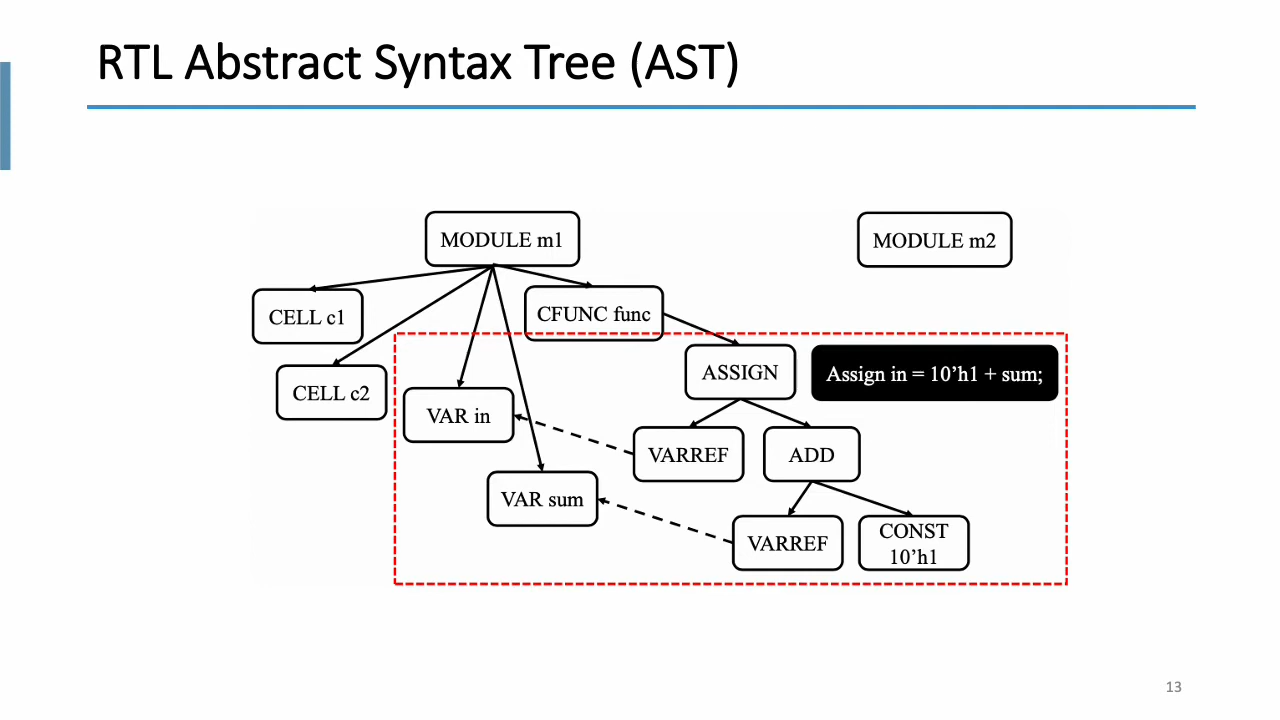 RTL Abstract Syntax Tree (AST)
MODULE m1
MODULE m2
CELL c1
CFUNC func
CELL c2
ASSIGN
Assign in = 10’h1 + sum;
VAR in
VARREF
ADD
VAR sum
VARREF
CONST
10’h1
13